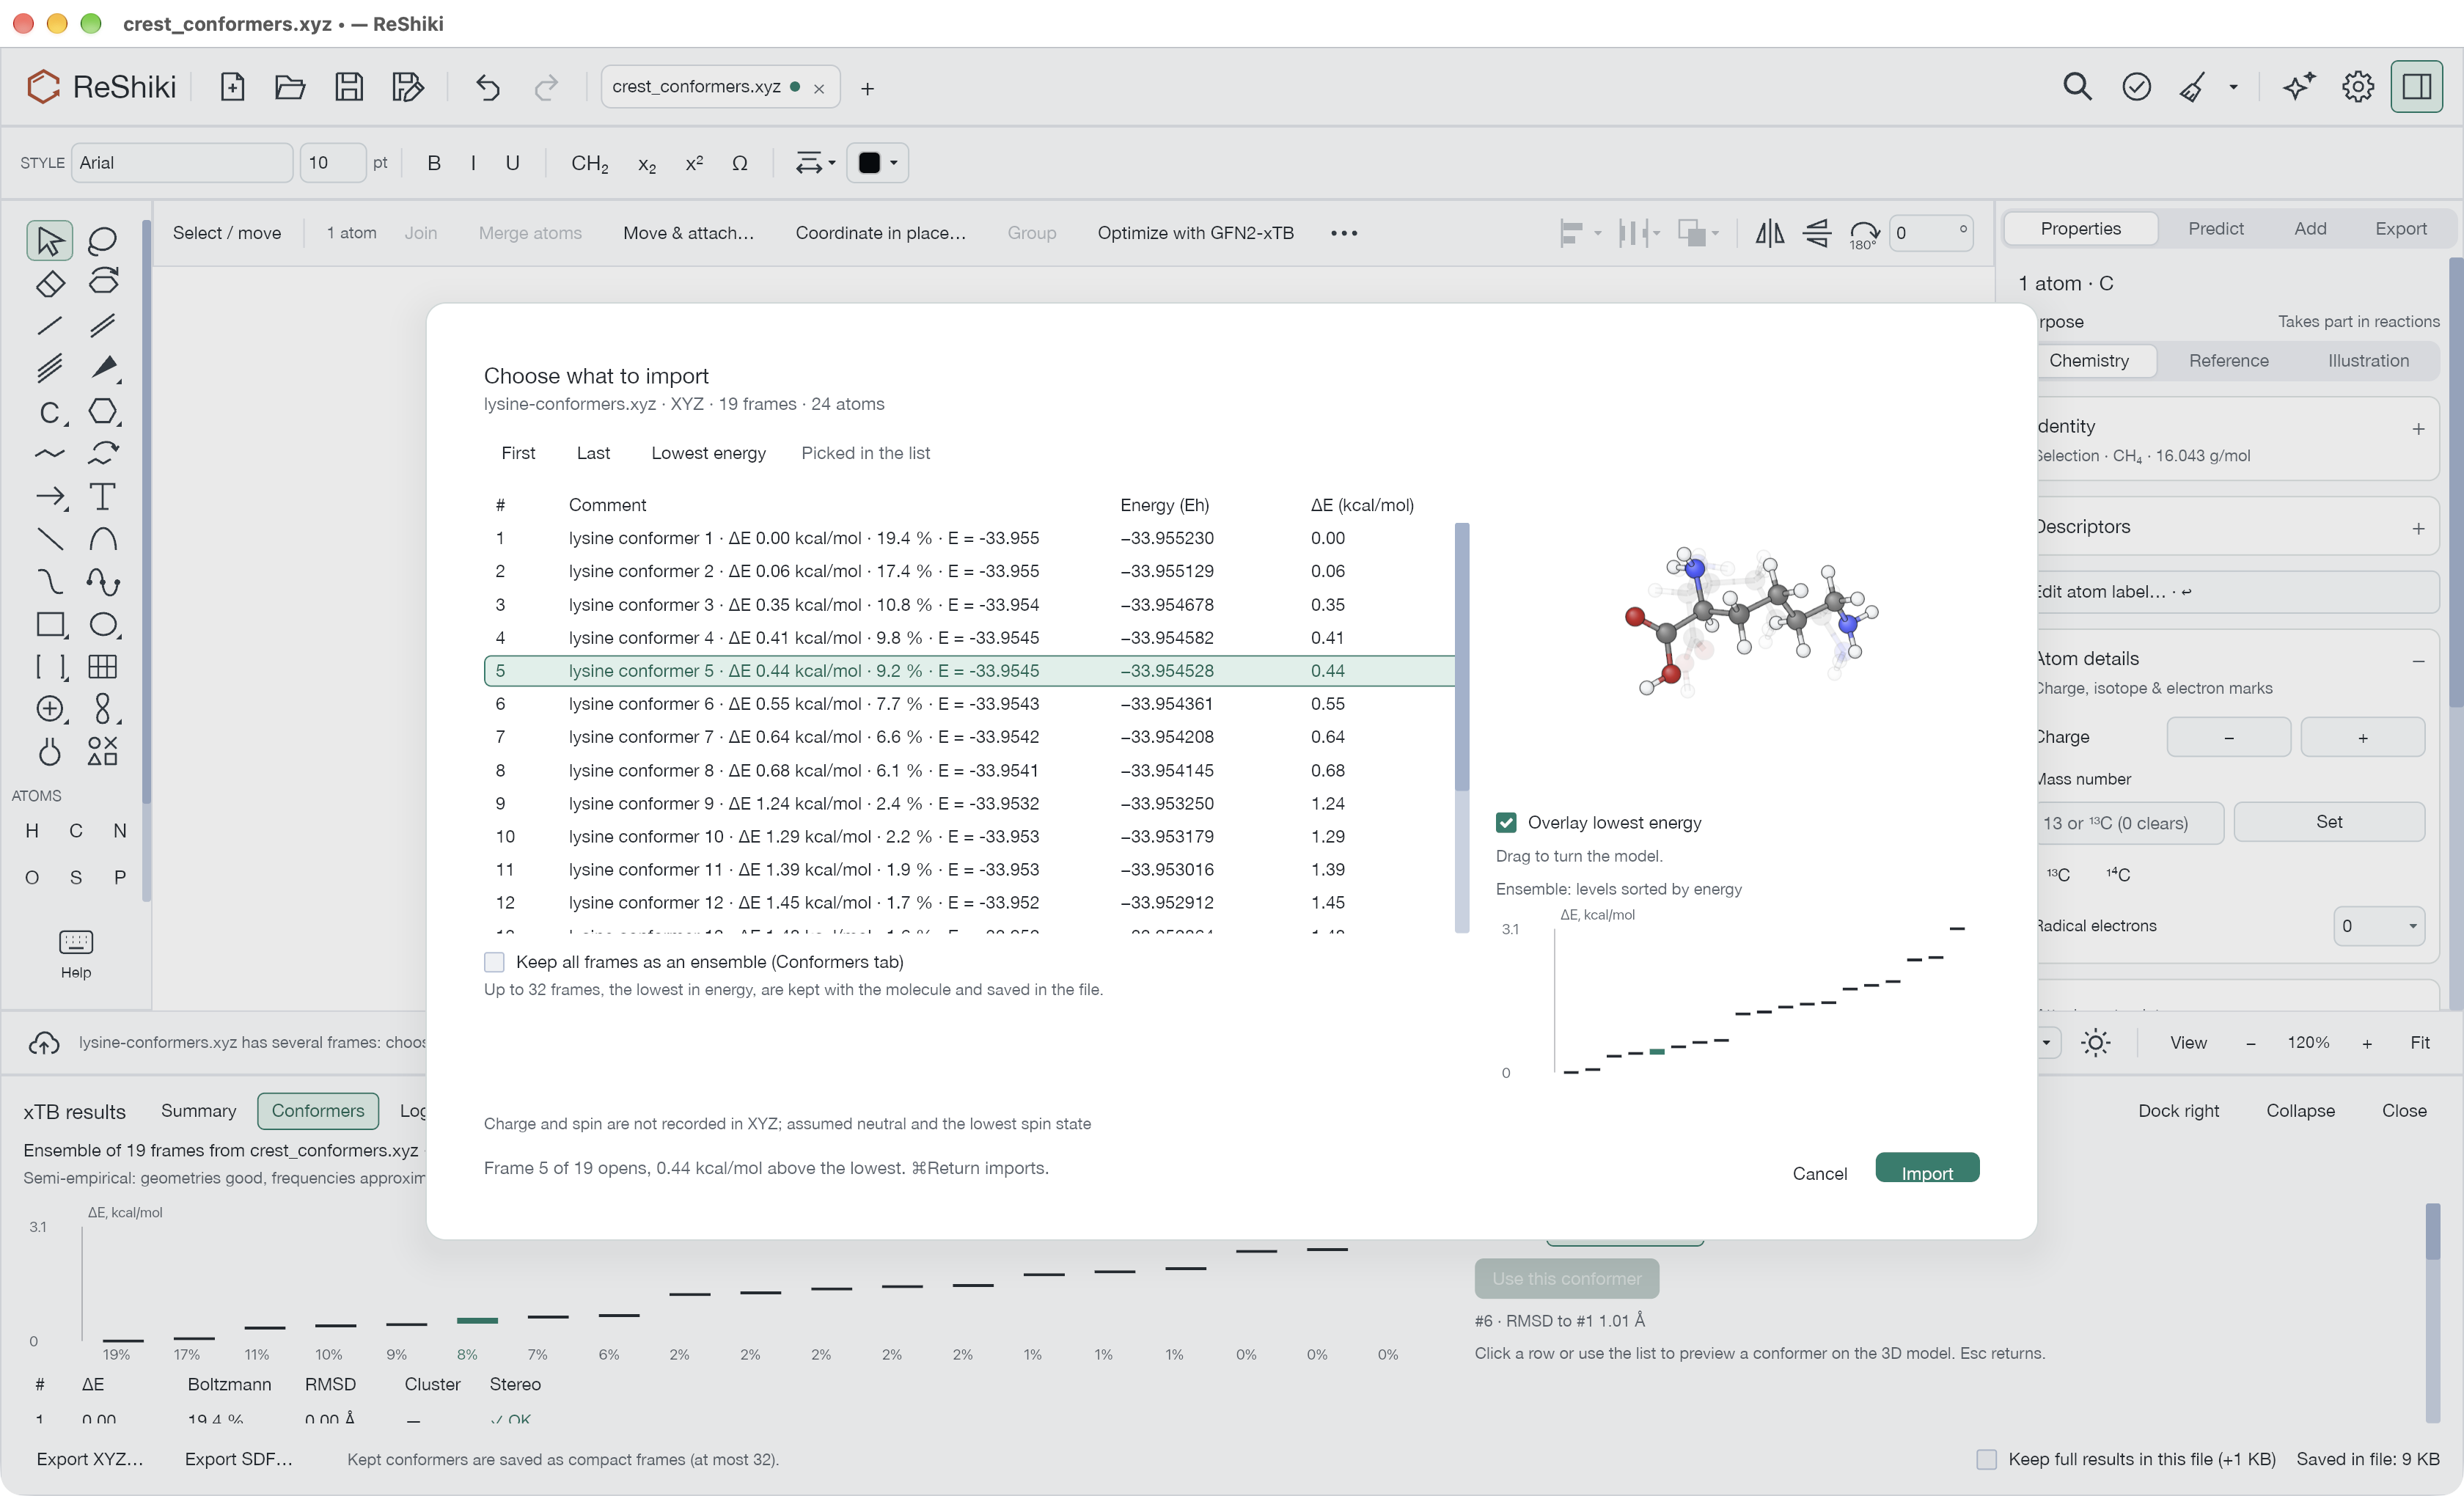 crest_conformers.xyz • — ReShiki
ReShiki
crest_conformers.xyz ● × +
STYLE Arial 10 pt B I U CH₂ x₂ x² Ω
Select / move 1 atom Join Merge atoms Move & attach... Coordinate in place... Group Optimize with GFN2-xTB ••• 180° 0 °
Properties Predict Add Export
1 atom · C
rpose Takes part in reactions
Chemistry Reference Illustration
dentity +
Selection · CH₄ · 16.043 g/mol
Descriptors +
Edit atom label... · ↩
Atom details −
Charge, isotope & electron marks
Charge − +
Mass number
13 or ¹³C (0 clears) Set
¹³C ¹⁴C
Radical electrons 0
C
T
ATOMS
H C N
O S P
Help
Choose what to import
lysine-conformers.xyz · XYZ · 19 frames · 24 atoms
First Last Lowest energy Picked in the list
# Comment Energy (Eh) ΔE (kcal/mol)
1 lysine conformer 1 · ΔE 0.00 kcal/mol · 19.4 % · E = -33.955 −33.955230 0.00
2 lysine conformer 2 · ΔE 0.06 kcal/mol · 17.4 % · E = -33.955 −33.955129 0.06
3 lysine conformer 3 · ΔE 0.35 kcal/mol · 10.8 % · E = -33.954 −33.954678 0.35
4 lysine conformer 4 · ΔE 0.41 kcal/mol · 9.8 % · E = -33.9545 −33.954582 0.41
5 lysine conformer 5 · ΔE 0.44 kcal/mol · 9.2 % · E = -33.9545 −33.954528 0.44
6 lysine conformer 6 · ΔE 0.55 kcal/mol · 7.7 % · E = -33.9543 −33.954361 0.55
7 lysine conformer 7 · ΔE 0.64 kcal/mol · 6.6 % · E = -33.9542 −33.954208 0.64
8 lysine conformer 8 · ΔE 0.68 kcal/mol · 6.1 % · E = -33.9541 −33.954145 0.68
9 lysine conformer 9 · ΔE 1.24 kcal/mol · 2.4 % · E = -33.9532 −33.953250 1.24
10 lysine conformer 10 · ΔE 1.29 kcal/mol · 2.2 % · E = -33.953 −33.953179 1.29
11 lysine conformer 11 · ΔE 1.39 kcal/mol · 1.9 % · E = -33.953 −33.953016 1.39
12 lysine conformer 12 · ΔE 1.45 kcal/mol · 1.7 % · E = -33.952 −33.952912 1.45
Keep all frames as an ensemble (Conformers tab)
Up to 32 frames, the lowest in energy, are kept with the molecule and saved in the file.
Overlay lowest energy
Drag to turn the model.
Ensemble: levels sorted by energy
ΔE, kcal/mol
3.1
0
Charge and spin are not recorded in XYZ; assumed neutral and the lowest spin state
Frame 5 of 19 opens, 0.44 kcal/mol above the lowest. ⌘Return imports.
Cancel Import
lysine-conformers.xyz has several frames: choos
View − 120% + Fit
xTB results Summary Conformers Log Dock right Collapse Close
Ensemble of 19 frames from crest_conformers.xyz
Semi-empirical: geometries good, frequencies approxim
ΔE, kcal/mol
3.1
0
19% 17% 11% 10% 9% 8% 7% 6% 2% 2% 2% 2% 2% 1% 1% 1% 0% 0% 0%
Use this conformer
#6 · RMSD to #1 1.01 Å
Click a row or use the list to preview a conformer on the 3D model. Esc returns.
# ΔE Boltzmann RMSD Cluster Stereo
1 0.00 19.4 % 0.00 Å — ✓ OK
Export XYZ... Export SDF... Kept conformers are saved as compact frames (at most 32).
Keep full results in this file (+1 KB) Saved in file: 9 KB